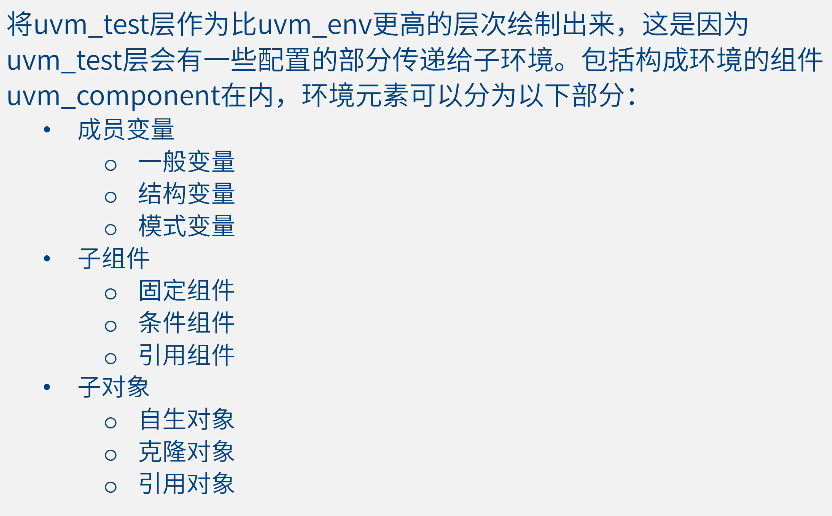 将uvm_test层作为比uvm_env更高的层次绘制出来，这是因为
uvm_test层会有一些配置的部分传递给子环境。包括构成环境的组件
uvm_component在内，环境元素可以分为以下部分：
• 成员变量
○ 一般变量
○ 结构变量
○ 模式变量
• 子组件
○ 固定组件
○ 条件组件
○ 引用组件
• 子对象
○ 自生对象
○ 克隆对象
○ 引用对象